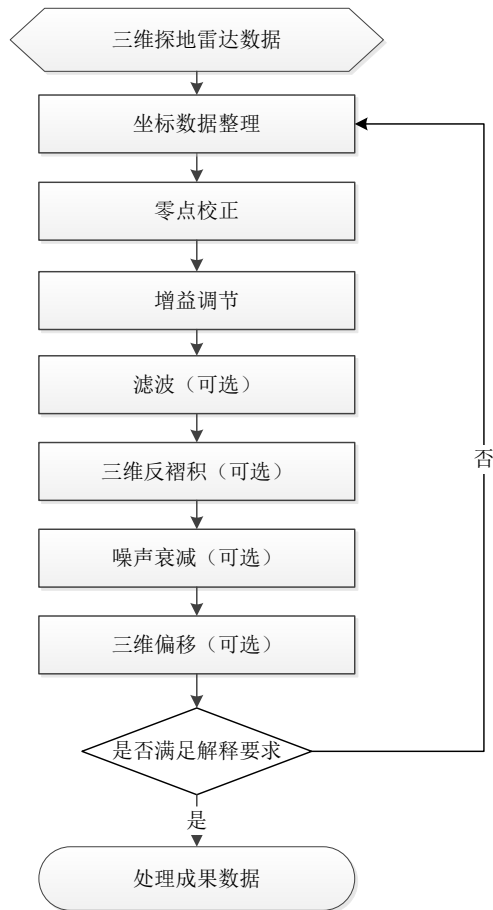 三维探地雷达数据
坐标数据整理
零点校正
增益调节
滤波（可选）
三维反褶积（可选）
噪声衰减（可选）
三维偏移（可选）
是否满足解释要求
否
是
处理成果数据